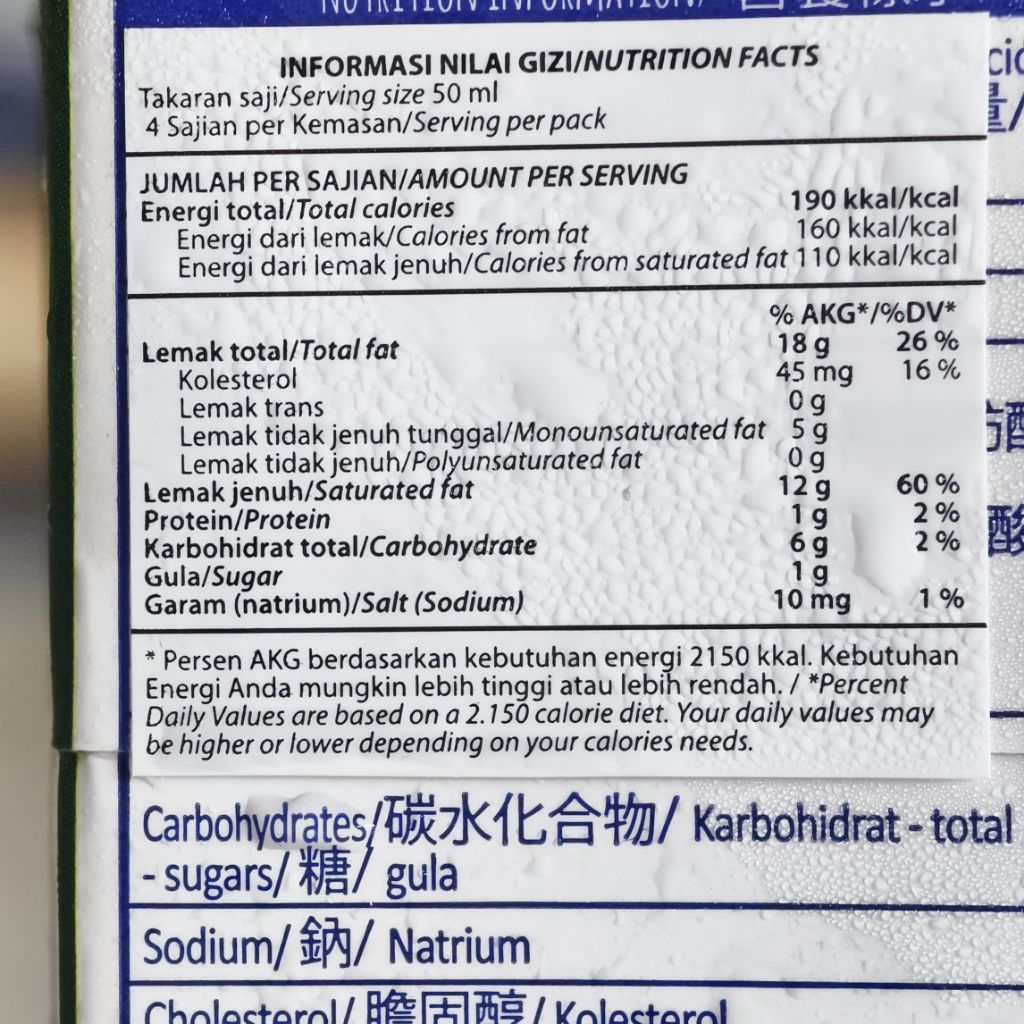 INFORMASI NILAI GIZI/NUTRITION FACTS
Takaran saji/Serving size 50 ml
4 Sajian per Kemasan/Serving per pack
JUMLAH PER SAJIAN/AMOUNT PER SERVING
Energi total/Total calories 190 kkal/kcal
Energi dari lemak/Calories from fat 160 kkal/kcal
Energi dari lemak jenuh/Calories from saturated fat 110 kkal/kcal
% AKG*/%DV*
Lemak total/Total fat 18 g 26 %
Kolesterol 45 mg 16 %
Lemak trans 0 g
Lemak tidak jenuh tunggal/Monounsaturated fat 5 g
Lemak tidak jenuh/Polyunsaturated fat 0 g
Lemak jenuh/Saturated fat 12 g 60 %
Protein/Protein 1 g 2 %
Karbohidrat total/Carbohydrate 6 g 2 %
Gula/Sugar 1 g
Garam (natrium)/Salt (Sodium) 10 mg 1 %
* Persen AKG berdasarkan kebutuhan energi 2150 kkal. Kebutuhan
Energi Anda mungkin lebih tinggi atau lebih rendah. / *Percent
Daily Values are based on a 2.150 calorie diet. Your daily values may
be higher or lower depending on your calories needs.
Carbohydrates/碳水化合物/ Karbohidrat - total
- sugars/ 糖/ gula
Sodium/ 鈉/ Natrium
Cholesterol/ 膽固醇/ Kolesterol